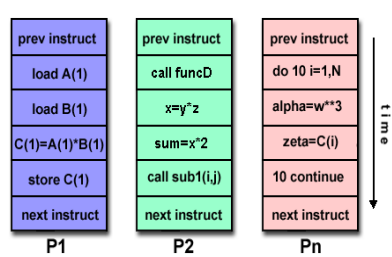 prev instruct
load A(1)
load B(1)
C(1)=A(1)*B(1)
store C(1)
next instruct
P1
prev instruct
call funcD
x=y*z
sum=x*2
call sub1(i,j)
next instruct
P2
prev instruct
do 10 i=1,N
alpha=w**3
zeta=C(i)
10 continue
next instruct
Pn
time